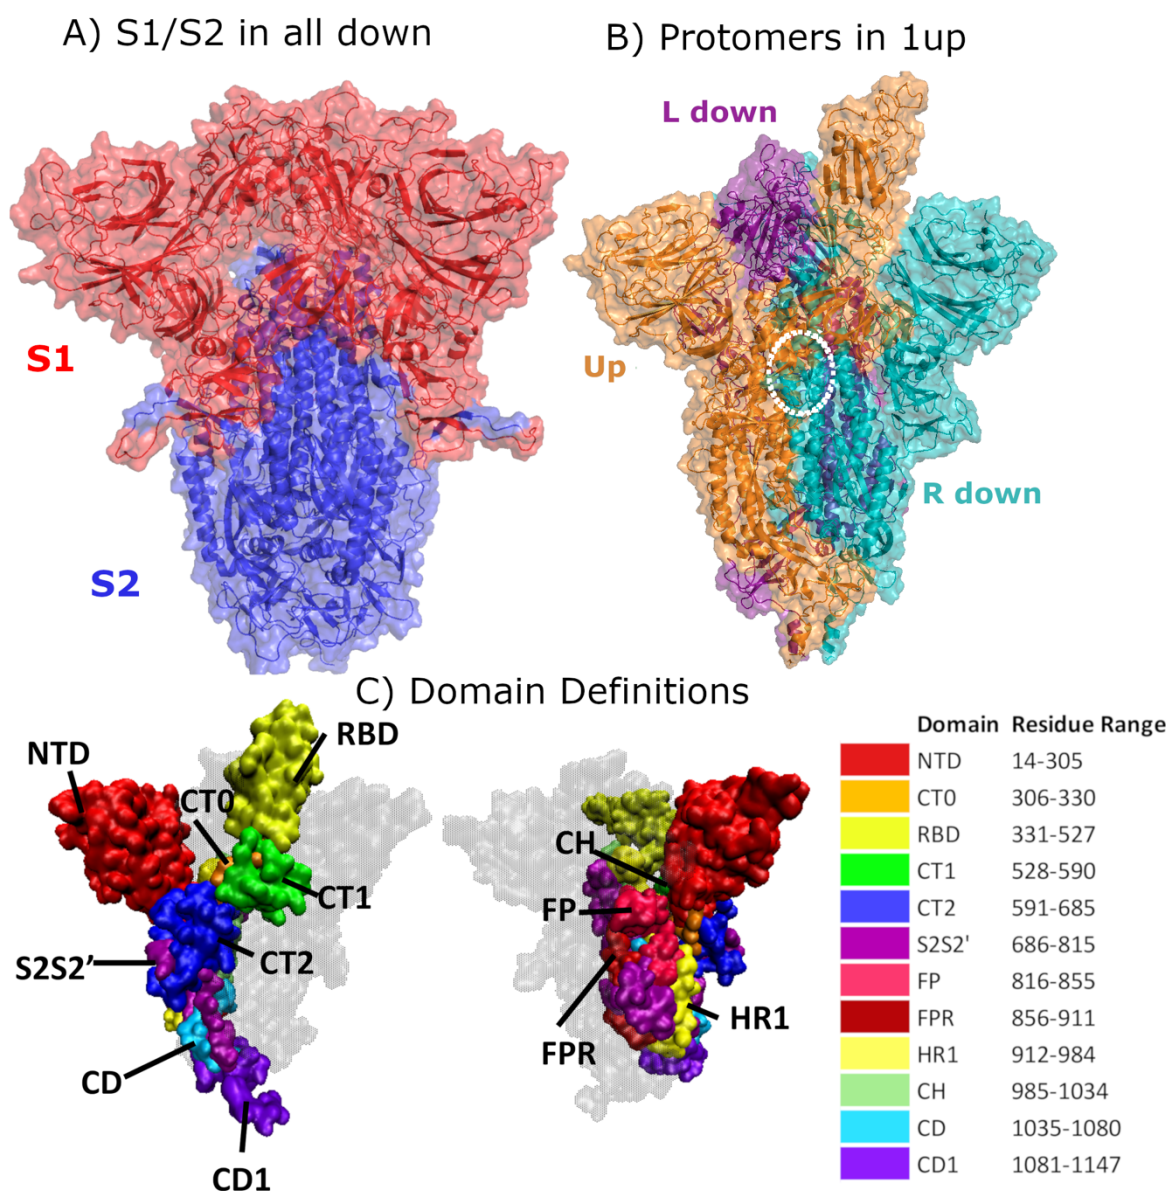 A) S1/S2 in all down
B) Protomers in 1up
L down
S1
Up
R down
S2
C) Domain Definitions
NTD
RBD
CT0
CT1
CT2
S2S2’
CD
CD1
CH
FP
FPR
HR1
Domain Residue Range
NTD 14-305
CT0 306-330
RBD 331-527
CT1 528-590
CT2 591-685
S2S2' 686-815
FP 816-855
FPR 856-911
HR1 912-984
CH 985-1034
CD 1035-1080
CD1 1081-1147